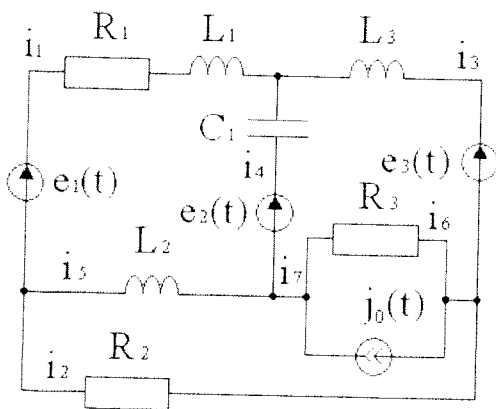 i₁ R₁ L₁ L₃ i₃
C₁
i₄ e₃(t)
e₁(t) e₂(t) R₃ i₆
L₂
i₅ i₇
j₀(t)
i₂ R₂